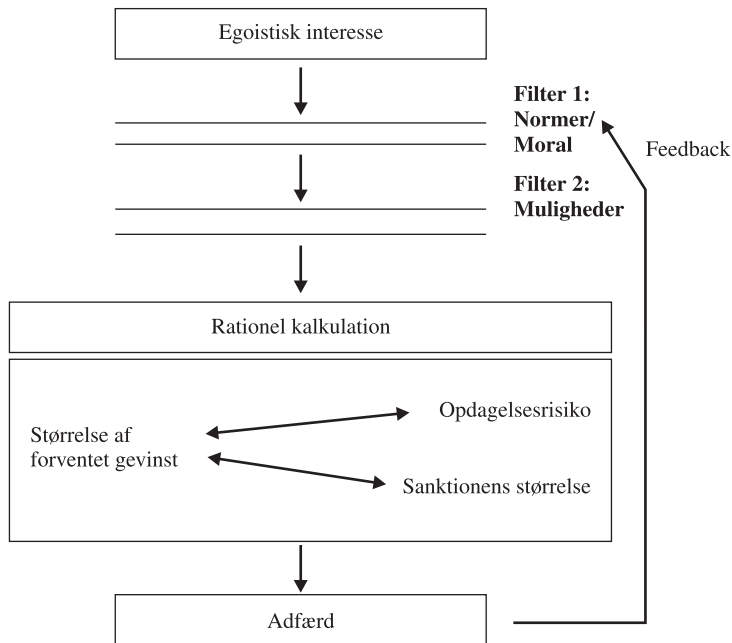 Egoistisk interesse
Filter 1:
Normer/
Moral
Feedback
Filter 2:
Muligheder
Rationel kalkulation
Opdagelsesrisiko
Størrelse af
forventet gevinst
Sanktionens størrelse
Adfærd